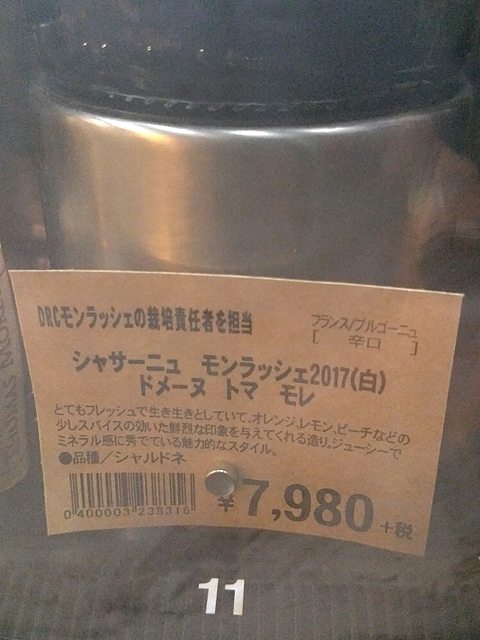 DRCモンラッシェの栽培責任者を担当
フランス/ブルゴーニュ
[ 辛口 ]
シャサーニュ モンラッシェ2017(白)
ドメーヌ トマ モレ
とてもフレッシュで生き生きとしていて、オレンジ、レモン、ピーチなどの
少しスパイスの効いた鮮烈な印象を与えてくれる造り。ジューシーで
ミネラル感に秀でている魅力的なスタイル。
●品種/シャルドネ
0400003238316
¥7,980+税
11